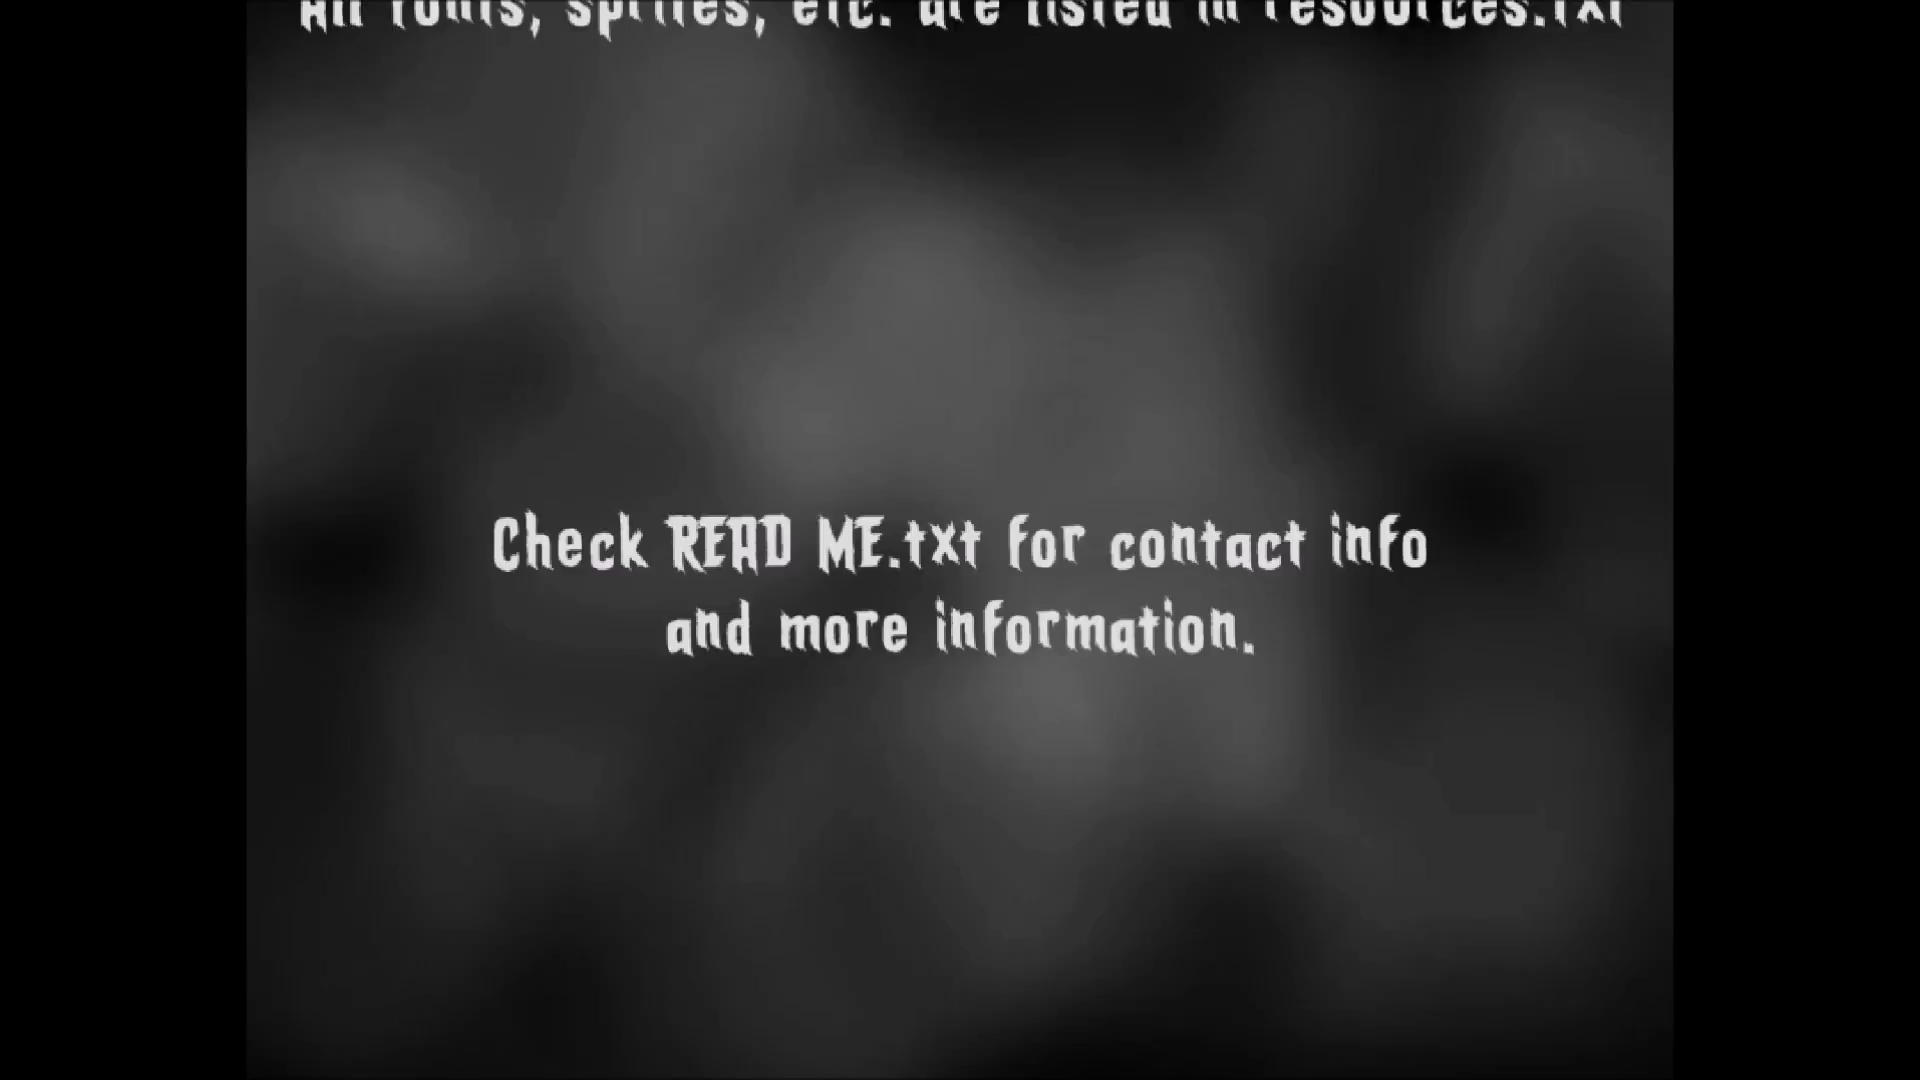 All fonts, sprites, etc. are listed in resources.txt
Check READ ME.txt for contact info
and more information.